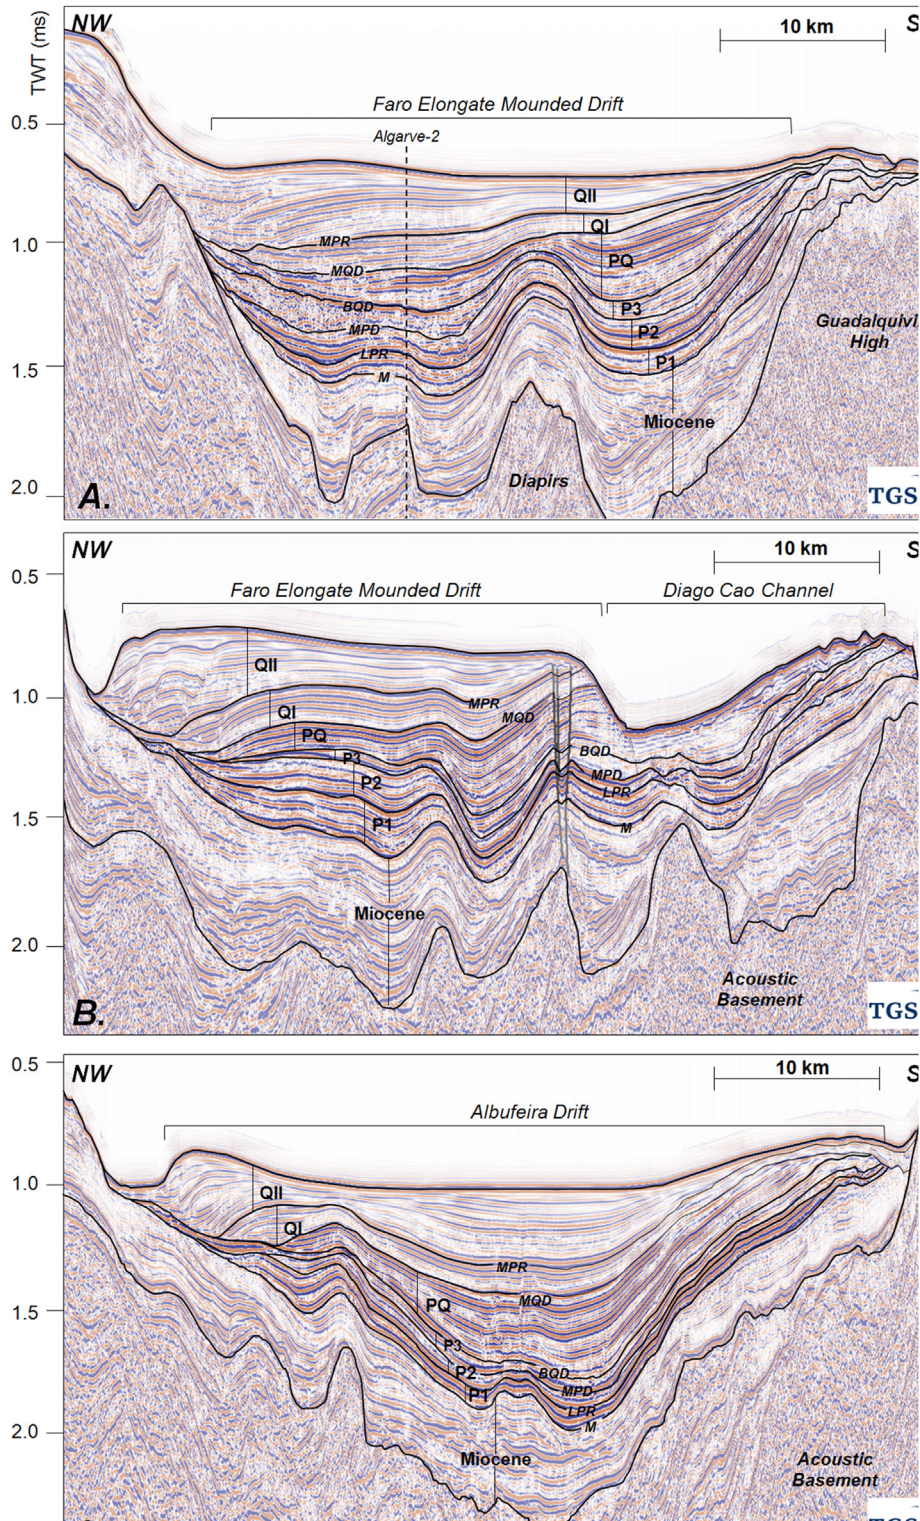 NW
S
TWT (ms)
10 km
Faro Elongate Mounded Drift
Algarve-2
0.5
1.0
1.5
2.0
QII
QI
PQ
P3
P2
P1
MPR
MQD
BQD
MPD
LPR
M
Miocene
Diapirs
Guadalquivi
High
A.
TGS
NW
S
10 km
0.5
Faro Elongate Mounded Drift
Diago Cao Channel
1.0
1.5
2.0
QII
QI
PQ
P3
P2
P1
MPR
MQD
BQD
MPD
LPR
M
Miocene
Acoustic
Basement
B.
TGS
NW
S
10 km
0.5
Albufeira Drift
1.0
1.5
2.0
QII
QI
PQ
P3
P2
P1
MPR
MQD
BQD
MPD
LPR
M
Miocene
Acoustic
Basement